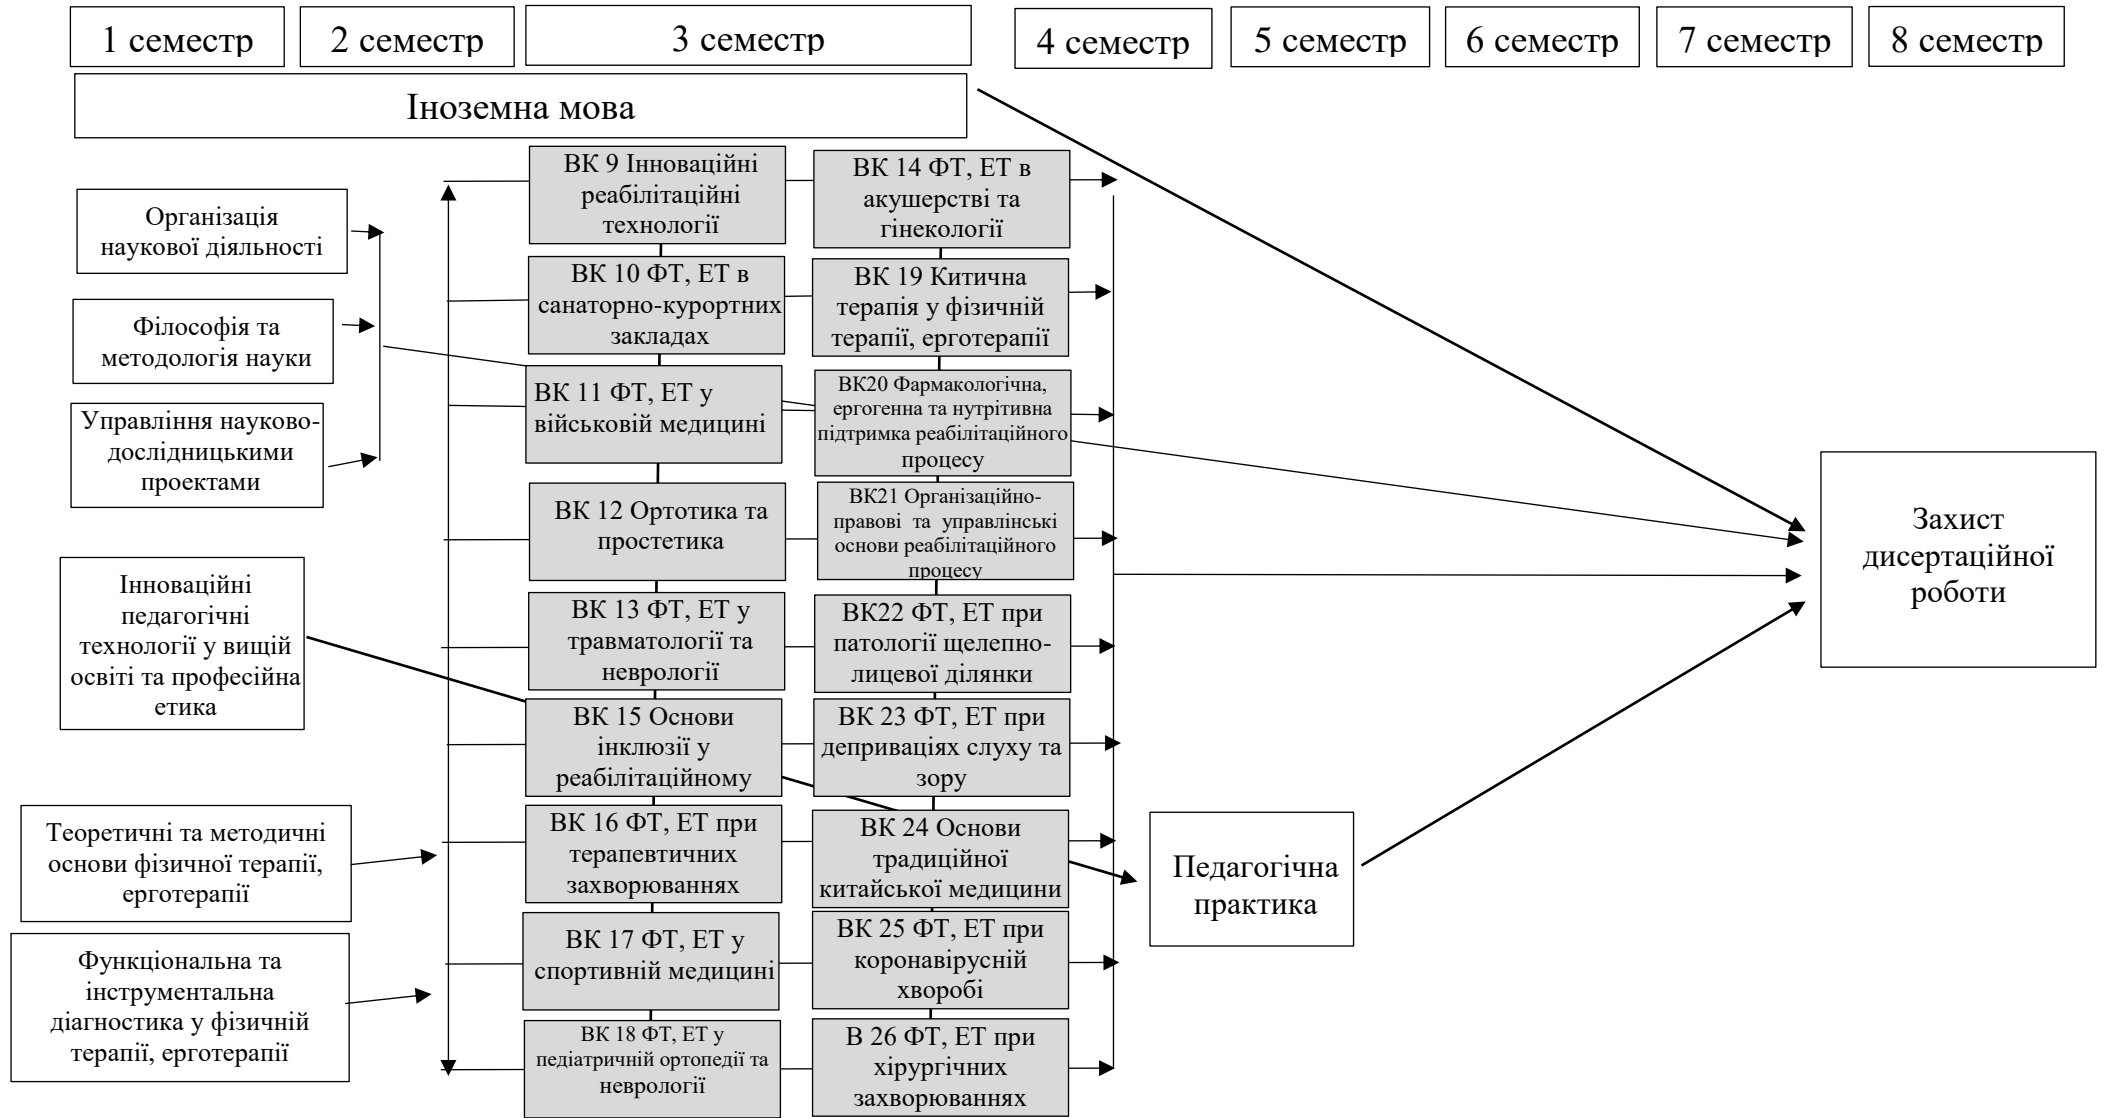 1 семестр
2 семестр
3 семестр
4 семестр
5 семестр
6 семестр
7 семестр
8 семестр
Іноземна мова
Організація
наукової діяльності
Філософія та
методологія науки
Управління науково-
дослідницькими
проектами
Інноваційні
педагогічні
технології у вищій
освіті та професійна
етика
Теоретичні та методичні
основи фізичної терапії,
ерготерапії
Функціональна та
інструментальна
діагностика у фізичній
терапії, ерготерапії
ВК 9 Інноваційні
реабілітаційні
технології
ВК 10 ФТ, ЕТ в
санаторно-курортних
закладах
ВК 11 ФТ, ЕТ у
військовій медицині
ВК 12 Ортотика та
простетика
ВК 13 ФТ, ЕТ у
травматології та
неврології
ВК 15 Основи
інклюзії у
реабілітаційному
ВК 16 ФТ, ЕТ при
терапевтичних
захворюваннях
ВК 17 ФТ, ЕТ у
спортивній медицині
ВК 18 ФТ, ЕТ у
педіатричній ортопедії та
неврології
ВК 14 ФТ, ЕТ в
акушерстві та
гінекології
ВК 19 Китична
терапія у фізичній
терапії, ерготерапії
ВК20 Фармакологічна,
ергогенна та нутрітивна
підтримка реабілітаційного
процесу
ВК21 Організаційно-
правові та управлінські
основи реабілітаційного
процесу
ВК22 ФТ, ЕТ при
патології щелепно-
лицевої ділянки
ВК 23 ФТ, ЕТ при
деприваціях слуху та
зору
ВК 24 Основи
традиційної
китайської медицини
ВК 25 ФТ, ЕТ при
коронавірусній
хворобі
В 26 ФТ, ЕТ при
хірургічних
захворюваннях
Педагогічна
практика
Захист
дисертаційної
роботи